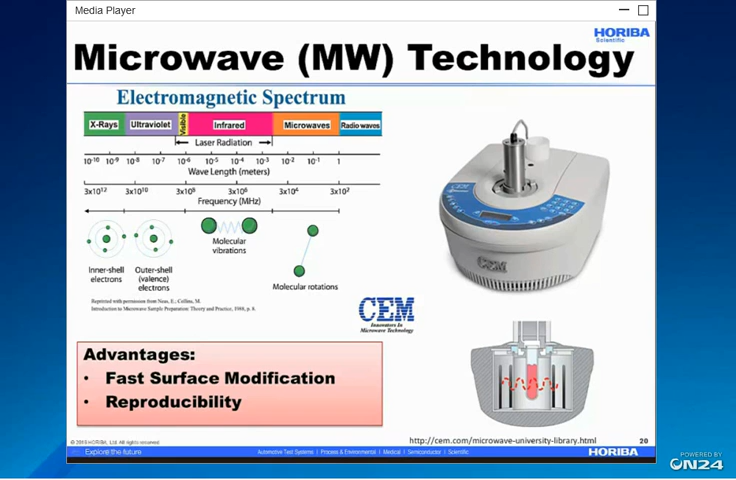 Media Player
HORIBA
Scientific
Microwave (MW) Technology
Electromagnetic Spectrum
X-Rays Ultraviolet Visible Infrared Microwaves Radio waves
Laser Radiation
10-10 10-9 10-8 10-7 10-6 10-5 10-4 10-3 10-2 10-1 1
Wave Length (meters)
3x1012 3x1010 3x109 3x106 3x104 3x102
Frequency (MHz)
Inner-shell
electrons
Outer-shell
(valence)
electrons
Molecular
vibrations
Molecular rotations
Reprinted with permission from Neas, E.; Collins, M.
Introduction to Microwave Sample Preparation: Theory and Practice, 1988, p. 8.
CEM
Innovators In
Microwave Technology
CEM
CEM
Advantages:
• Fast Surface Modification
• Reproducibility
http://cem.com/microwave-university-library.html
20
© 2013 HORIBA, Ltd. All rights reserved.
Explore the future
Automotive Test Systems | Process & Environmental | Medical | Semiconductor | Scientific
HORIBA
POWERED BY
ON24